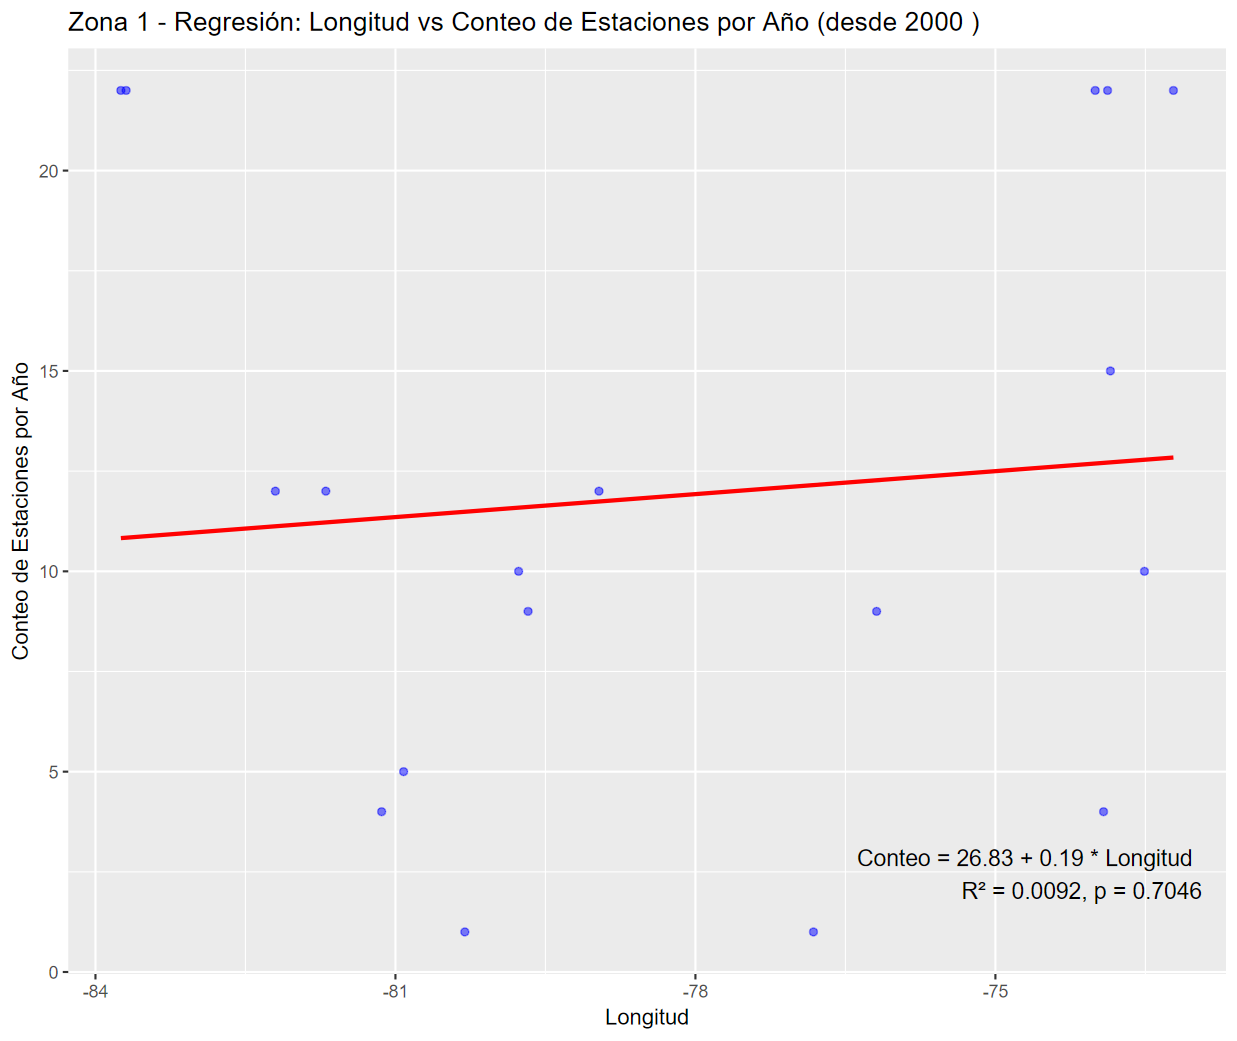 Zona 1 - Regresión: Longitud vs Conteo de Estaciones por Año (desde 2000 )
Conteo de Estaciones por Año
20
15
10
5
0
Conteo = 26.83 + 0.19 * Longitud
R² = 0.0092, p = 0.7046
-84
-81
-78
-75
Longitud